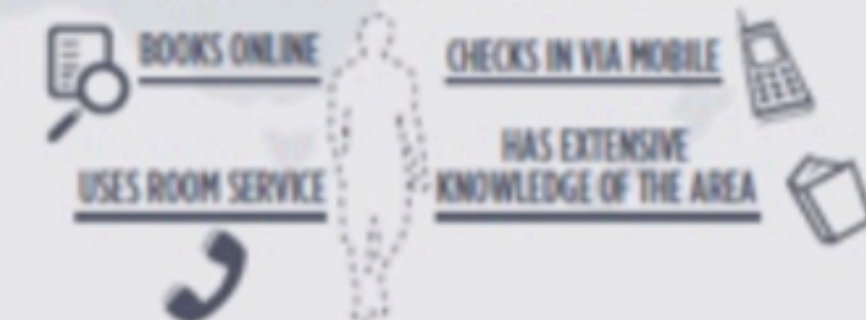 BOOKS ONLINE
CHECKS IN VIA MOBILE
USES ROOM SERVICE
HAS EXTENSIVE
KNOWLEDGE OF THE AREA